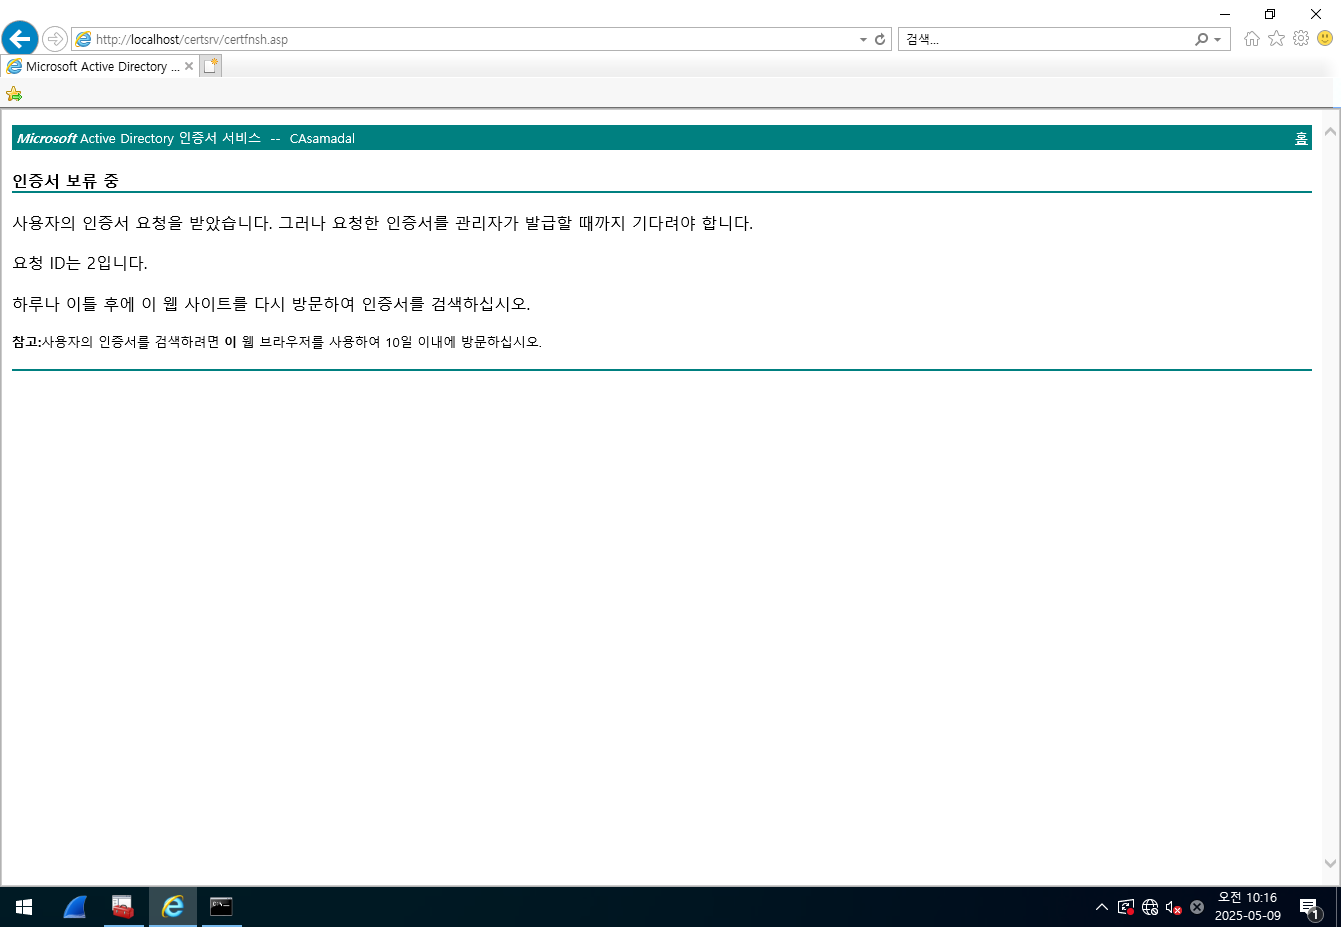 http://localhost/certsrv/certfnsh.asp
검색...
Microsoft Active Directory ...
Microsoft Active Directory 인증서 서비스 -- CAsamadal
홈
인증서 보류 중
사용자의 인증서 요청을 받았습니다. 그러나 요청한 인증서를 관리자가 발급할 때까지 기다려야 합니다.
요청 ID는 2입니다.
하루나 이틀 후에 이 웹 사이트를 다시 방문하여 인증서를 검색하십시오.
참고:사용자의 인증서를 검색하려면 이 웹 브라우저를 사용하여 10일 이내에 방문하십시오.
오전 10:16
2025-05-09
1